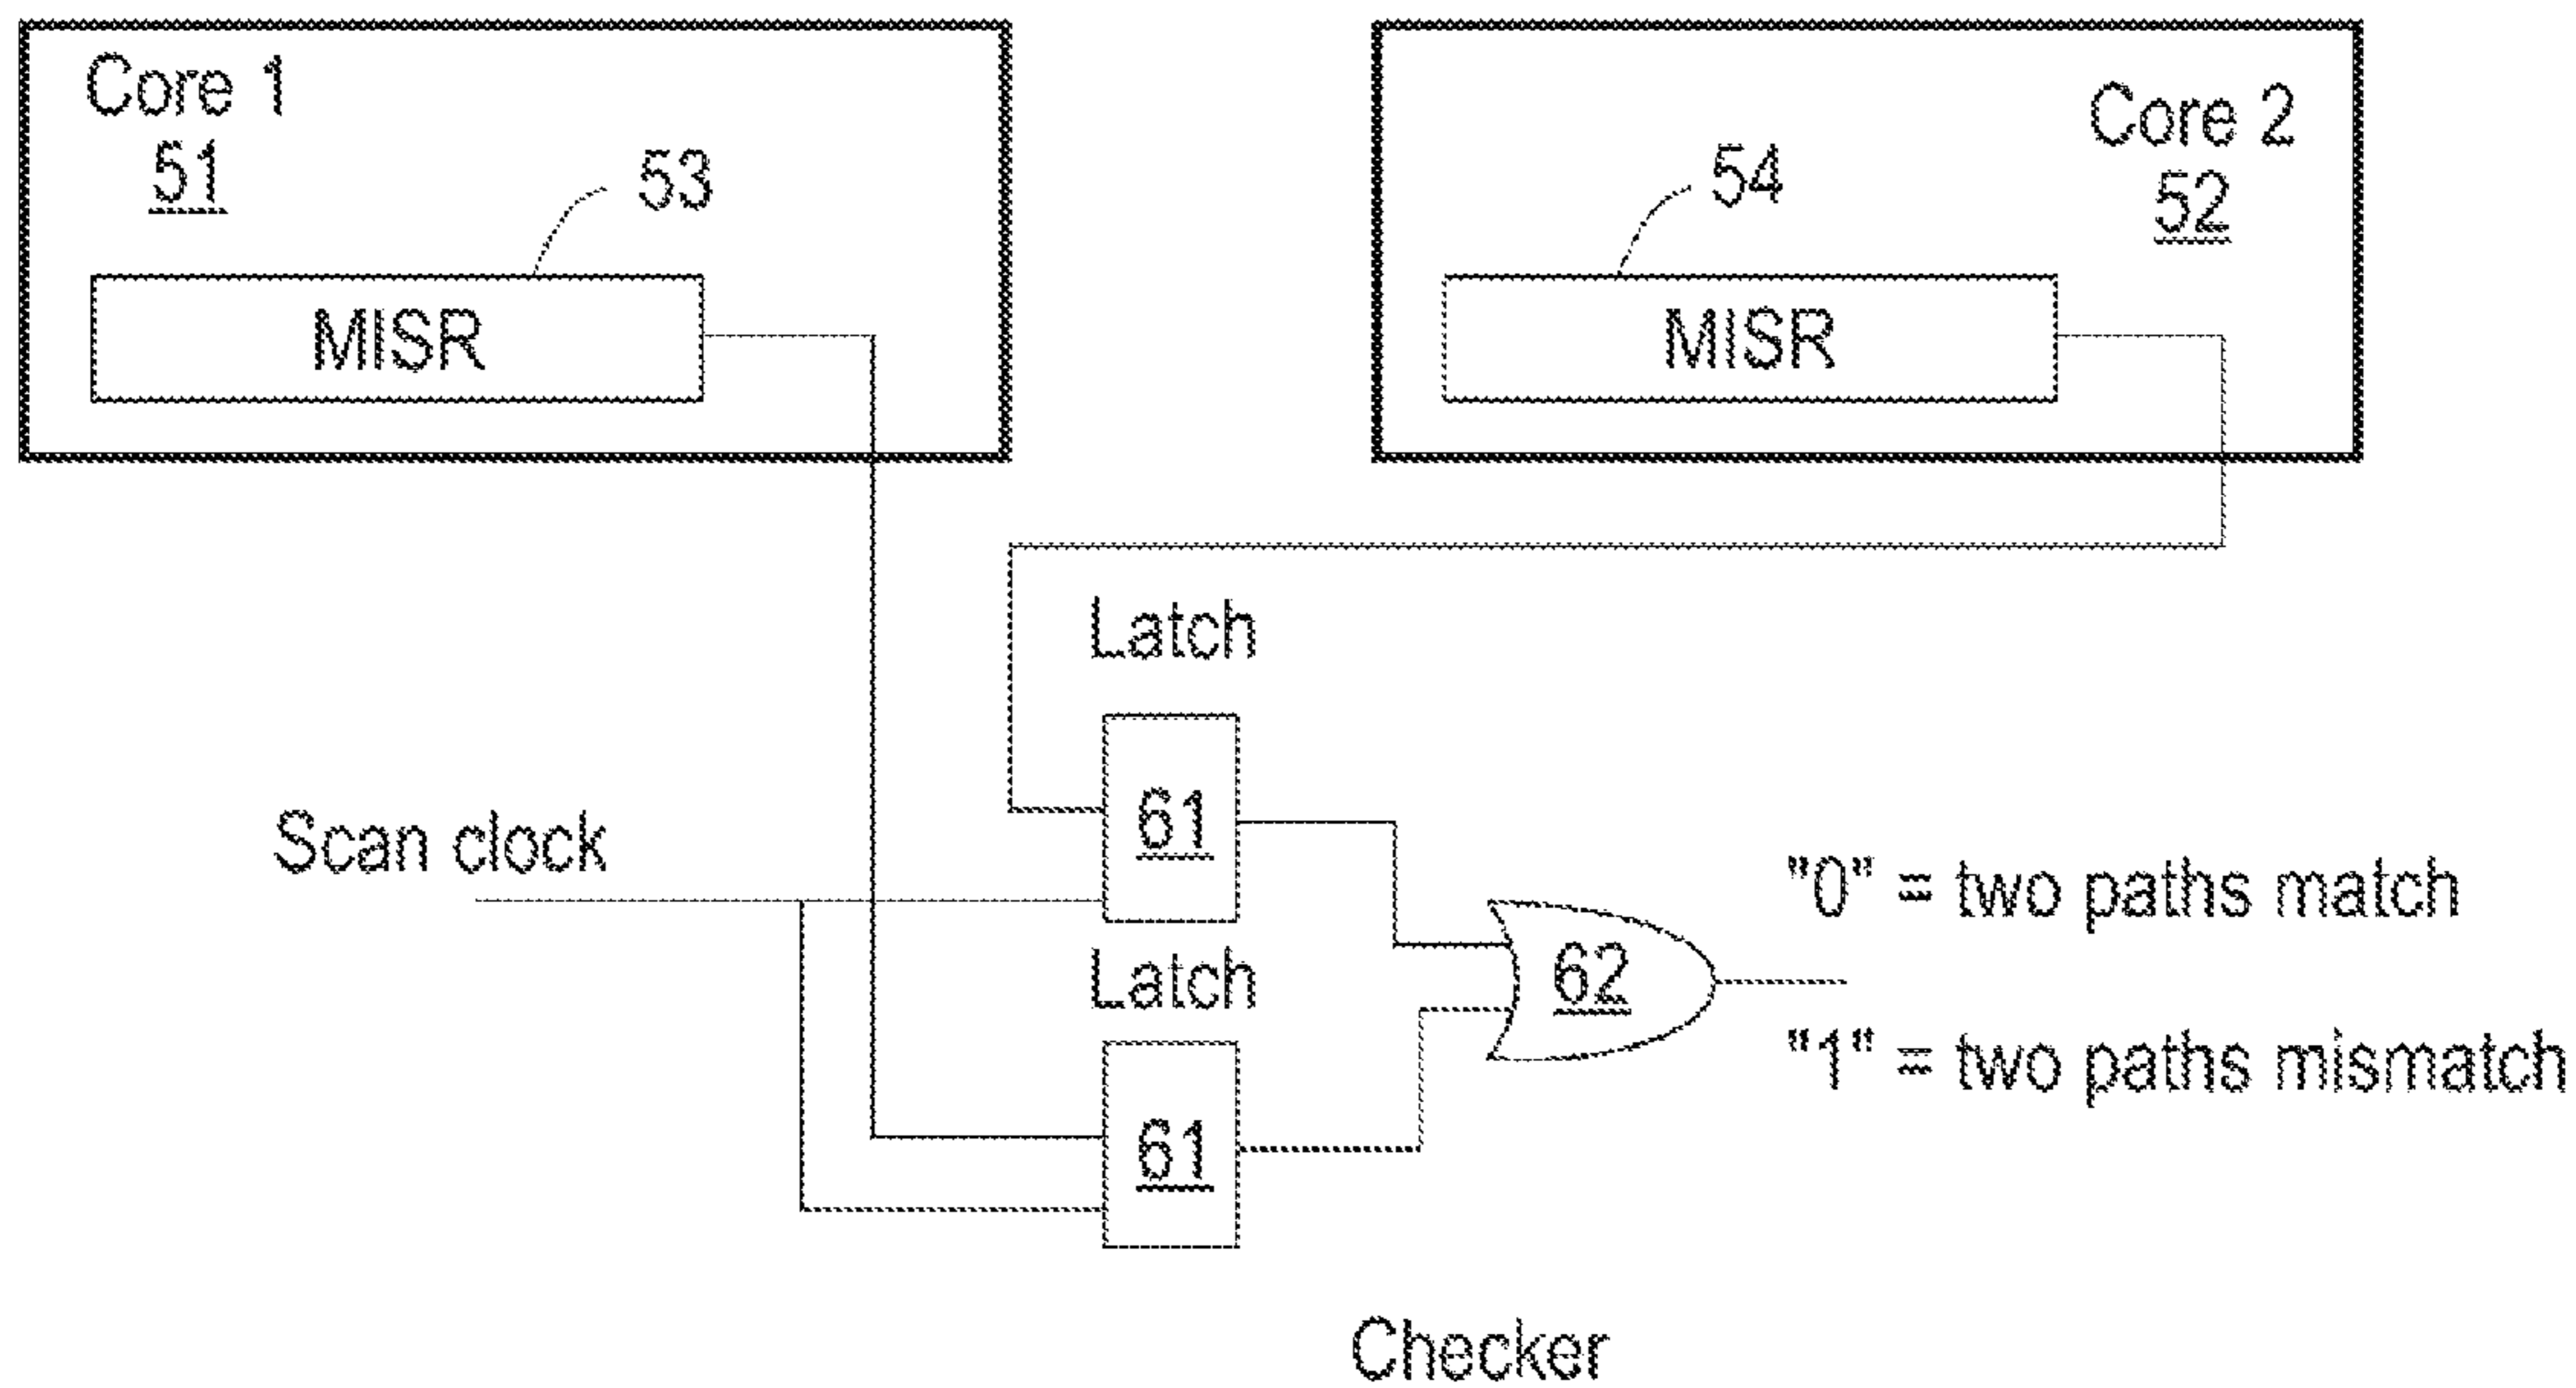 Core 1
51
53
MISR
54
Core 2
52
MISR
Latch
61
Scan clock
Latch
61
62
"0" = two paths match
"1" = two paths mismatch
Checker